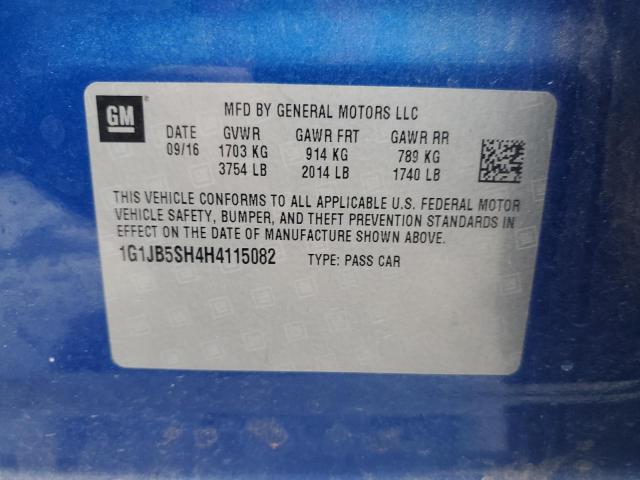 GM ®
MFD BY GENERAL MOTORS LLC
DATE GVWR GAWR FRT GAWR RR
09/16 1703 KG 914 KG 789 KG
3754 LB 2014 LB 1740 LB
THIS VEHICLE CONFORMS TO ALL APPLICABLE U.S. FEDERAL MOTOR
VEHICLE SAFETY, BUMPER, AND THEFT PREVENTION STANDARDS IN
EFFECT ON THE DATE OF MANUFACTURE SHOWN ABOVE.
1G1JB5SH4H4115082 TYPE: PASS CAR